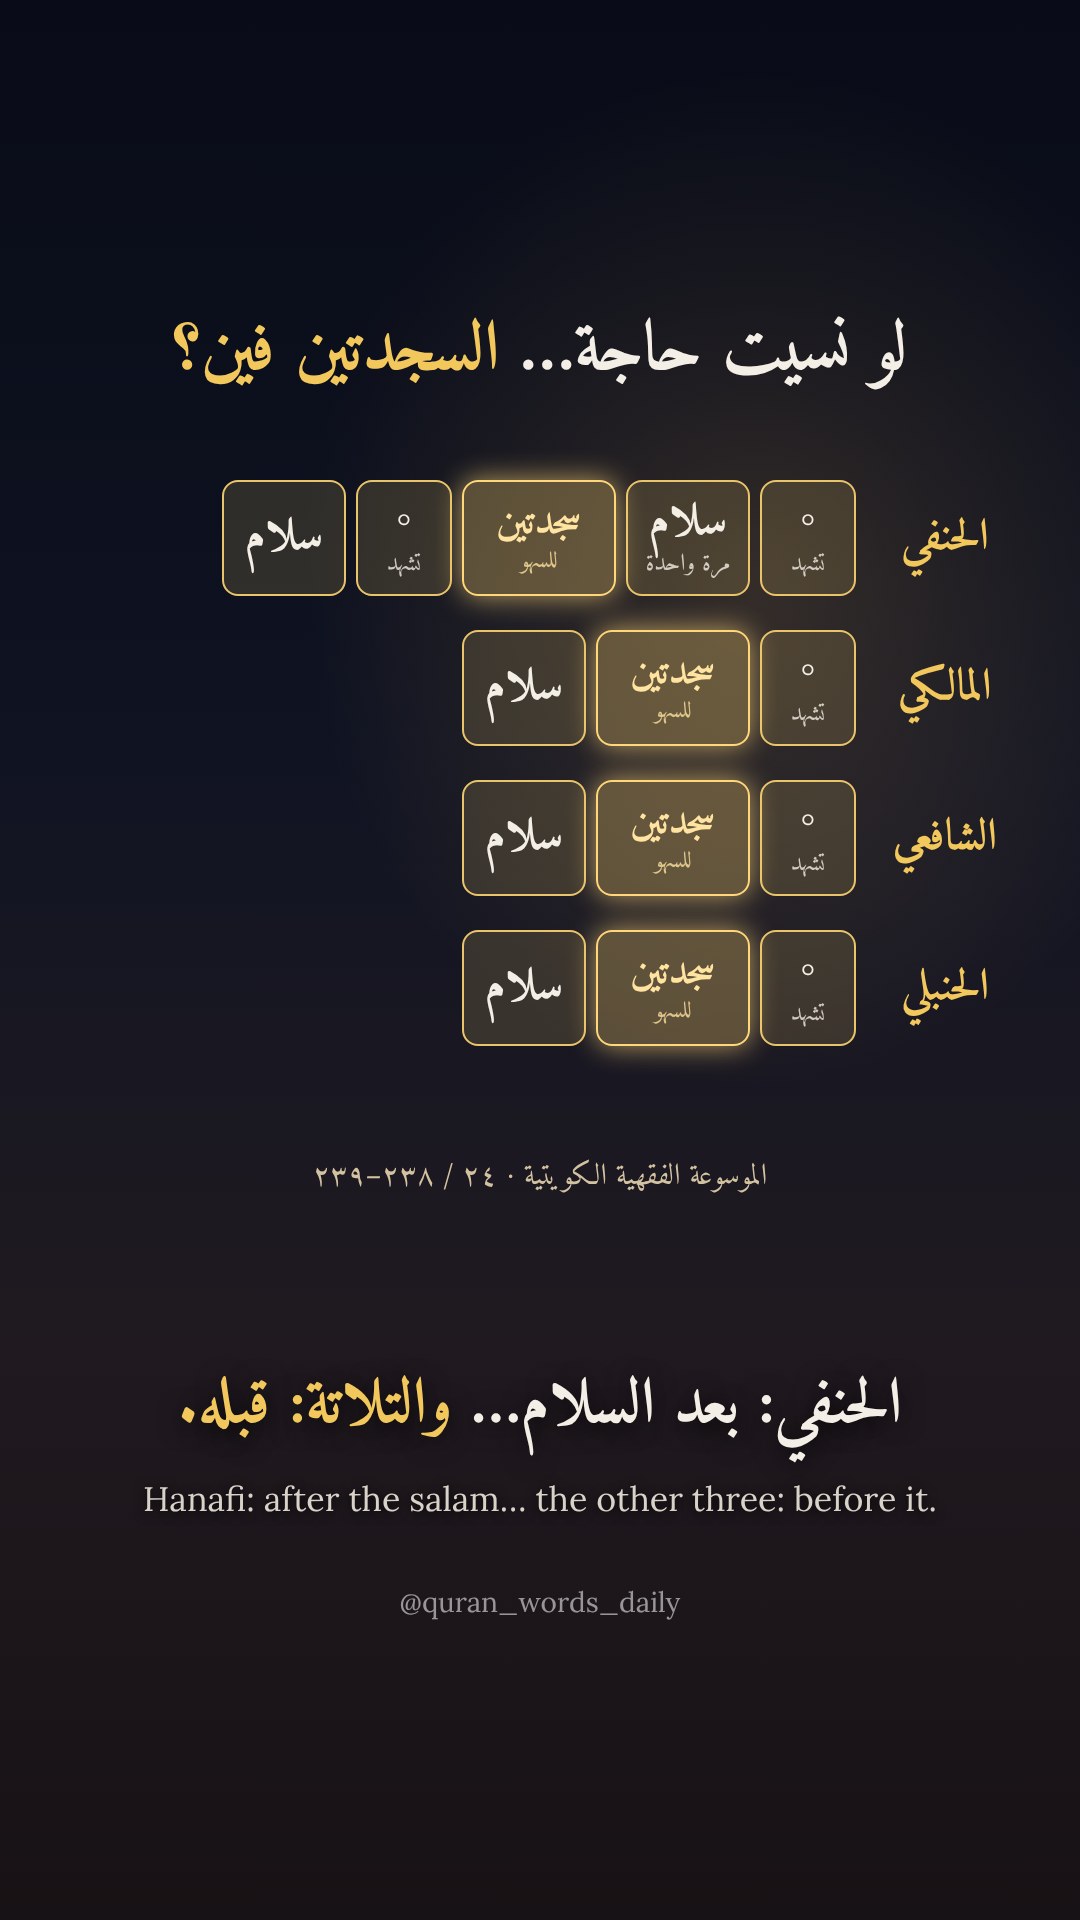 لو نسيت حاجة... السجدتين فين؟
الحنفي
تشهد
سلام
مرة واحدة
سجدتين
للسهو
تشهد
سلام
المالكي
تشهد
سجدتين
للسهو
سلام
الشافعي
تشهد
سجدتين
للسهو
سلام
الحنبلي
تشهد
سجدتين
للسهو
سلام
الموسوعة الفقهية الكويتية · ٢٤ / ٢٣٨–٢٣٩
الحنفي: بعد السلام... والتلاتة: قبله.
Hanafi: after the salam... the other three: before it.
@quran_words_daily